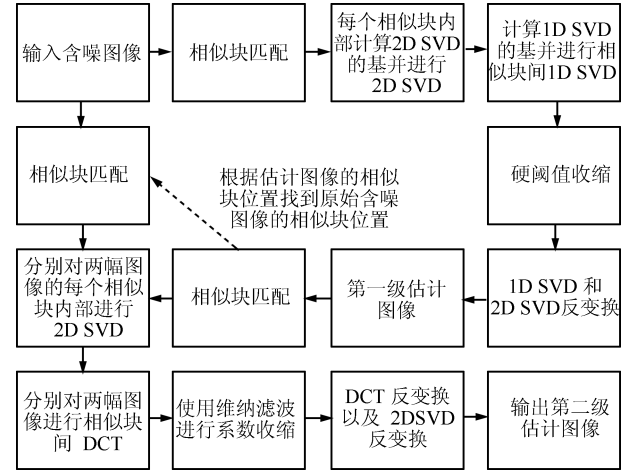 输入含噪图像
相似块匹配
每个相似块内
部计算2D SVD
的基并进行
2D SVD
计算1D SVD
的基并进行相
似块间1D SVD
相似块匹配
根据估计图像的相似
块位置找到原始含噪
图像的相似块位置
硬阈值收缩
分别对两幅图
像的每个相似
块内部进行
2D SVD
相似块匹配
第一级估计
图像
1D SVD 和
2D SVD反变换
分别对两幅图
像进行相似块
间 DCT
使用维纳滤波
进行系数收缩
DCT 反变换
以及 2DSVD
反变换
输出第二级
估计图像